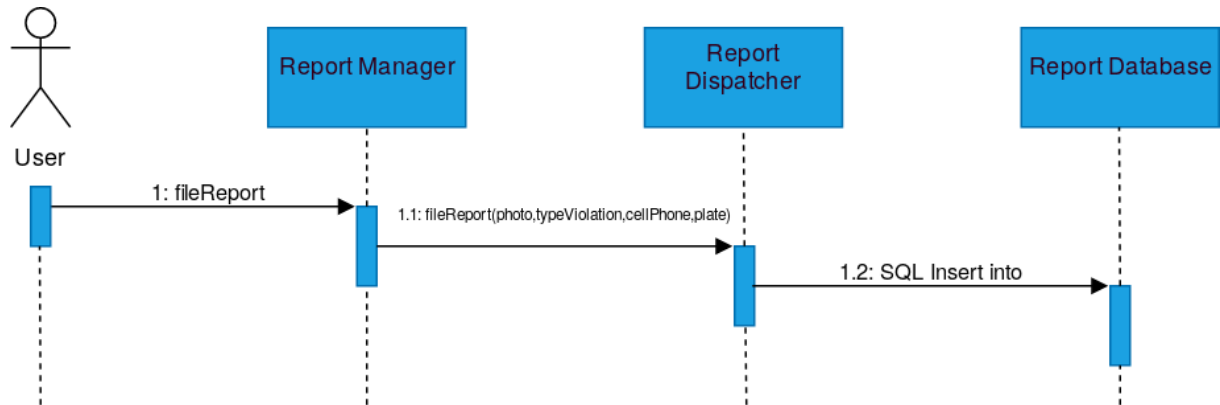 User
Report Manager
Report
Dispatcher
Report Database
1: fileReport
1.1: fileReport(photo,typeViolation,cellPhone,plate)
1.2: SQL Insert into